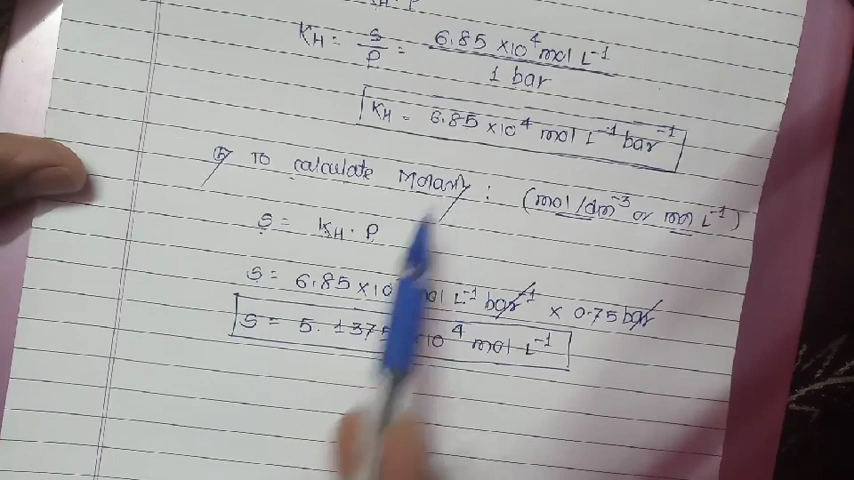 KH = S/P = 6.85 ×10⁴ mol L⁻¹ / 1 bar
KH = 6.85 ×10⁴ mol L⁻¹ bar⁻¹
To calculate Molarity : (mol/dm⁻³ or mol L⁻¹)
S = KH · P
S = 6.85 ×10 mol L⁻¹ bar⁻¹ × 0.75 bar
S = 5.1375 ×10⁴ mol L⁻¹